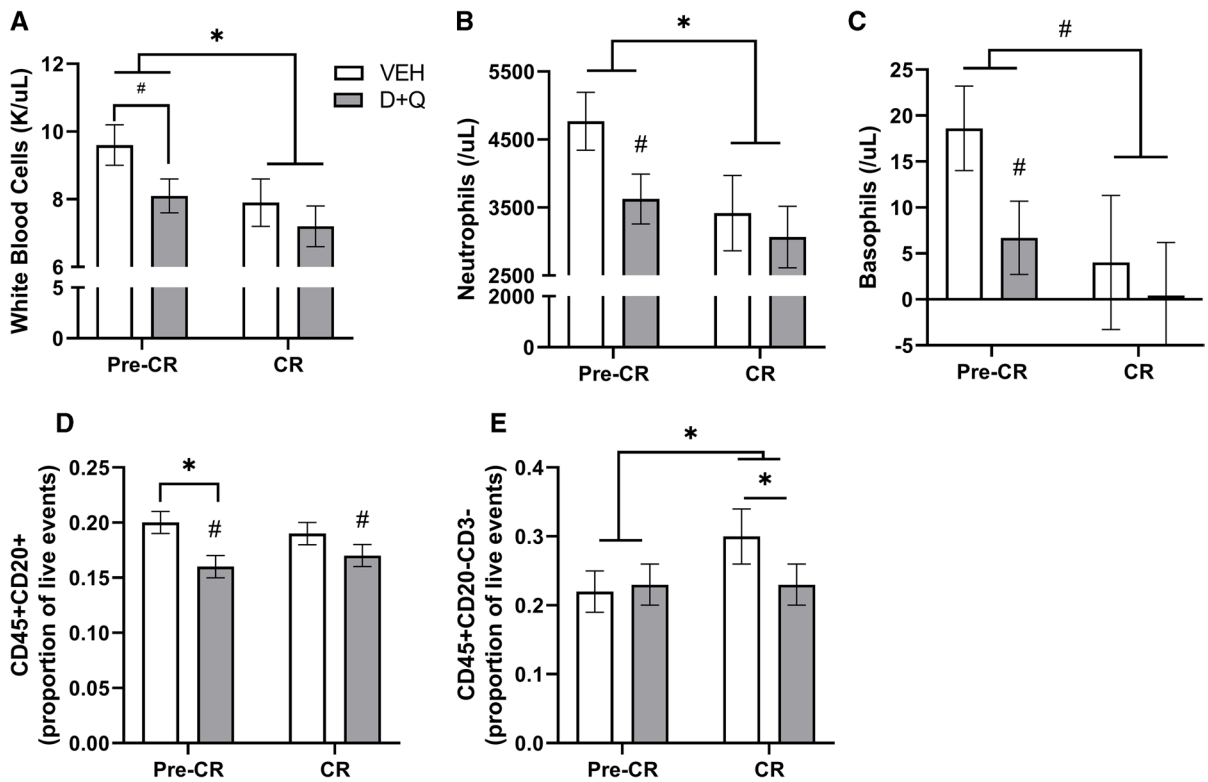 A
White Blood Cells (K/uL)
12
10
8
6
5
0
*
#
VEH
D+Q
Pre-CR
CR
B
Neutrophils (/uL)
5500
4500
3500
2500
2000
0
*
#
Pre-CR
CR
C
Basophils (/uL)
25
20
15
10
5
0
-5
#
#
Pre-CR
CR
D
CD45+CD20+
(proportion of live events)
0.25
0.20
0.15
0.10
0.05
0.00
*
#
#
Pre-CR
CR
E
CD45+CD20-CD3-
(proportion of live events)
0.4
0.3
0.2
0.1
0.0
*
*
Pre-CR
CR